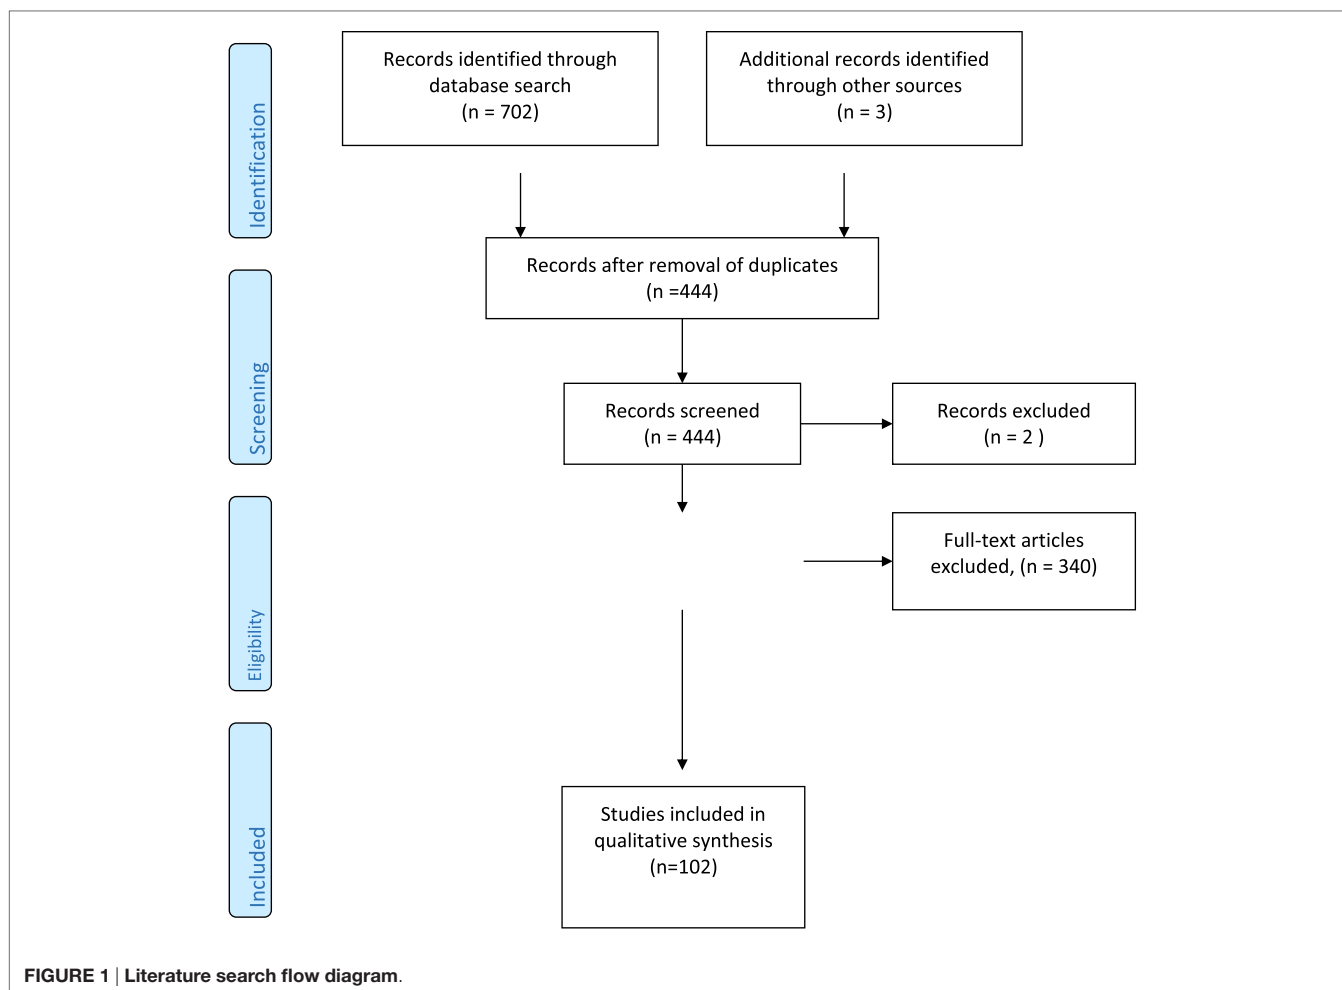 Identification
Records identified through
database search
(n = 702)
Additional records identified
through other sources
(n = 3)
Records after removal of duplicates
(n =444)
Screening
Records screened
(n = 444)
Records excluded
(n = 2 )
Eligibility
Full-text articles
excluded, (n = 340)
Included
Studies included in
qualitative synthesis
(n=102)
FIGURE 1 | Literature search flow diagram.